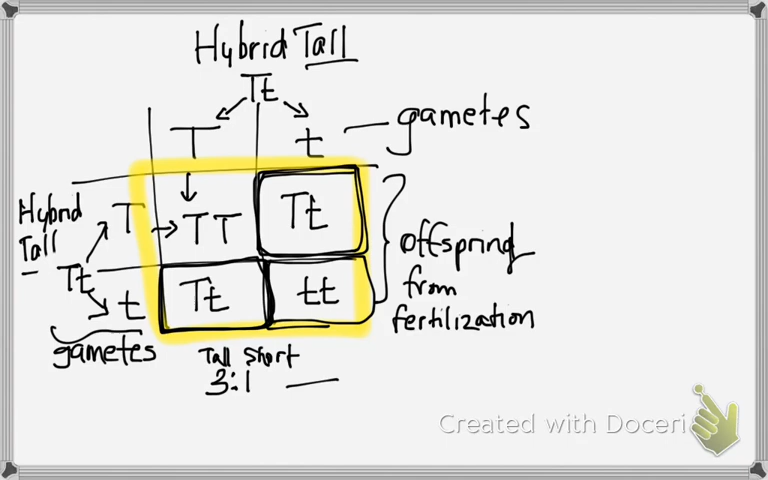 Hybrid Tall
Tt
T t — gametes
Hybrid
Tall
Tt
T
t
gametes
TT Tt
Tt tt
offspring
from
fertilization
Tall Short
3:1
Created with Doceri